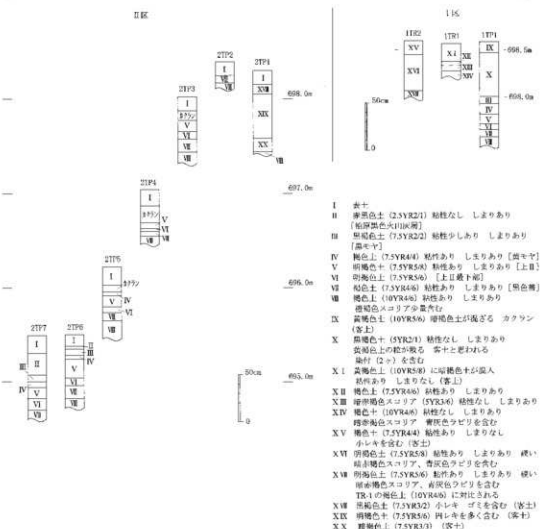 II区
I区
2TP2
2TP1
2TP3
2TP4
2TP5
2TP7
2TP6
1TR2
1TR1
1TP1
698.5m
698.0m
698.0m
697.0m
696.0m
695.0m
50cm
0
50cm
0
カクラン
カクラン
カクラン
I 表土
II 赤黒色土 (2.5YR2/1) 粘性なし しまりあり
III 黒褐色土 (7.5YR2/2) 粘性少しあり しまりあり
[黒モヤ]
IV 褐色土 (7.5YR4/4) 粘性あり しまりあり
V 明褐色土 (7.5YR5/8) 粘性あり しまりあり [上II]
VI 明褐色土 (7.5YR5/6) [上II最下部]
VII 褐色土 (7.5YR4/6) 粘性あり しまりあり [黒色帯]
VIII 褐色土 (10YR4/6) 粘性あり しまりあり
橙褐色スコリア少量含む
IX 黄褐色土 (10YR5/6) 暗褐色土が混ざる カクラン
(客土)
X 黒褐色土 (5YR2/1) 粘性なし しまりあり
黄褐色土の粒が残る 客土と思われる
染付 (2ヶ) を含む
XI 黄褐色土 (10YR5/8) に暗褐色土が混入
粘性あり しまりなし (客土)
XII 褐色土 (7.5YR4/6) 粘性あり しまりあり
XIII 暗赤褐色スコリア (5YR3/6) 粘性なし しまりあり
XIV 褐色土 (10YR4/6) 粘性なし しまりあり
暗赤褐色スコリア 青灰色ラピリを含む
XV 褐色土 (7.5YR4/4) 粘性あり しまりなし
小レキを含む (客土)
XVI 明褐色土 (7.5YR5/8) 粘性あり しまりあり 硬い
暗赤褐色スコリア、青灰色ラピリを含む
XVII 明褐色土 (7.5YR5/6) 粘性あり しまりあり 硬い
暗赤褐色スコリア、青灰色ラピリを含む
TR-1の褐色土 (10YR4/6) に対比される
XVIII 黒褐色土 (7.5YR3/2) 小レキ ゴミを含む (客土)
XIX 明褐色土 (7.5YR5/6) 円レキを多く含む (客土)
XX 暗褐色土 (7.5YR3/3) (客土)